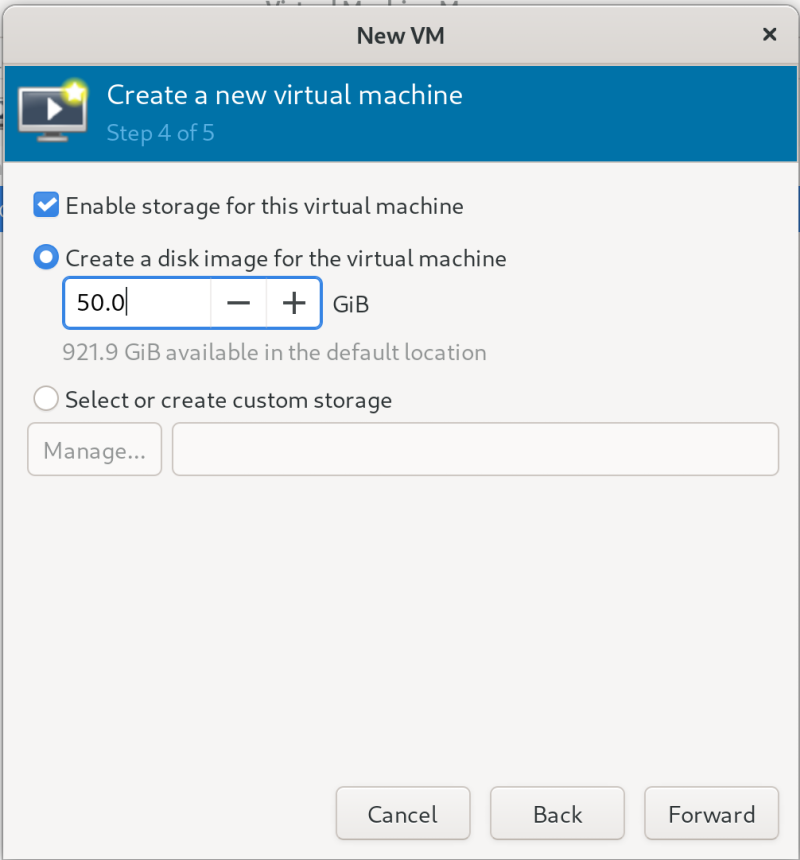 New VM
Create a new virtual machine
Step 4 of 5
Enable storage for this virtual machine
Create a disk image for the virtual machine
50.0 − + GiB
921.9 GiB available in the default location
Select or create custom storage
Manage...
Cancel Back Forward